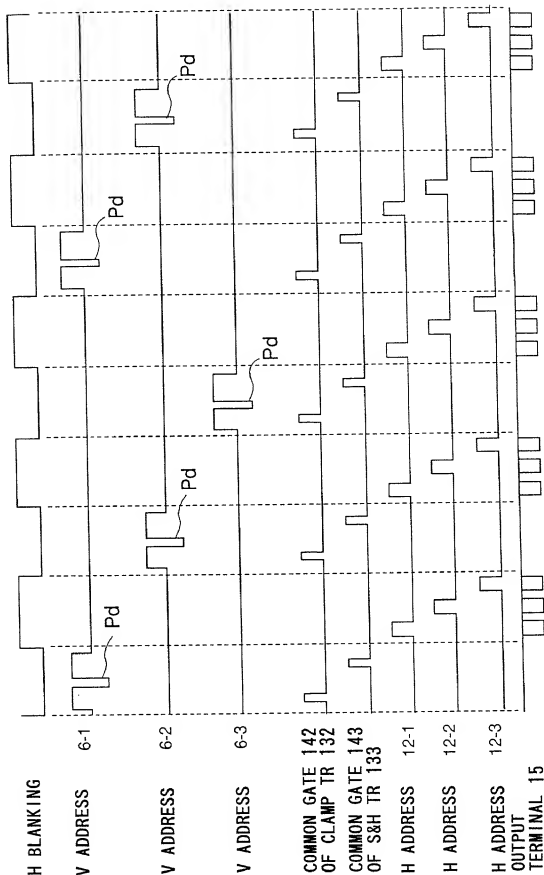 H BLANKING
V ADDRESS 6-1
Pd
Pd
V ADDRESS 6-2
Pd
Pd
V ADDRESS 6-3
Pd
COMMON GATE 142
OF CLAMP TR 132
COMMON GATE 143
OF S&H TR 133
H ADDRESS 12-1
H ADDRESS 12-2
H ADDRESS 12-3
OUTPUT
TERMINAL 15